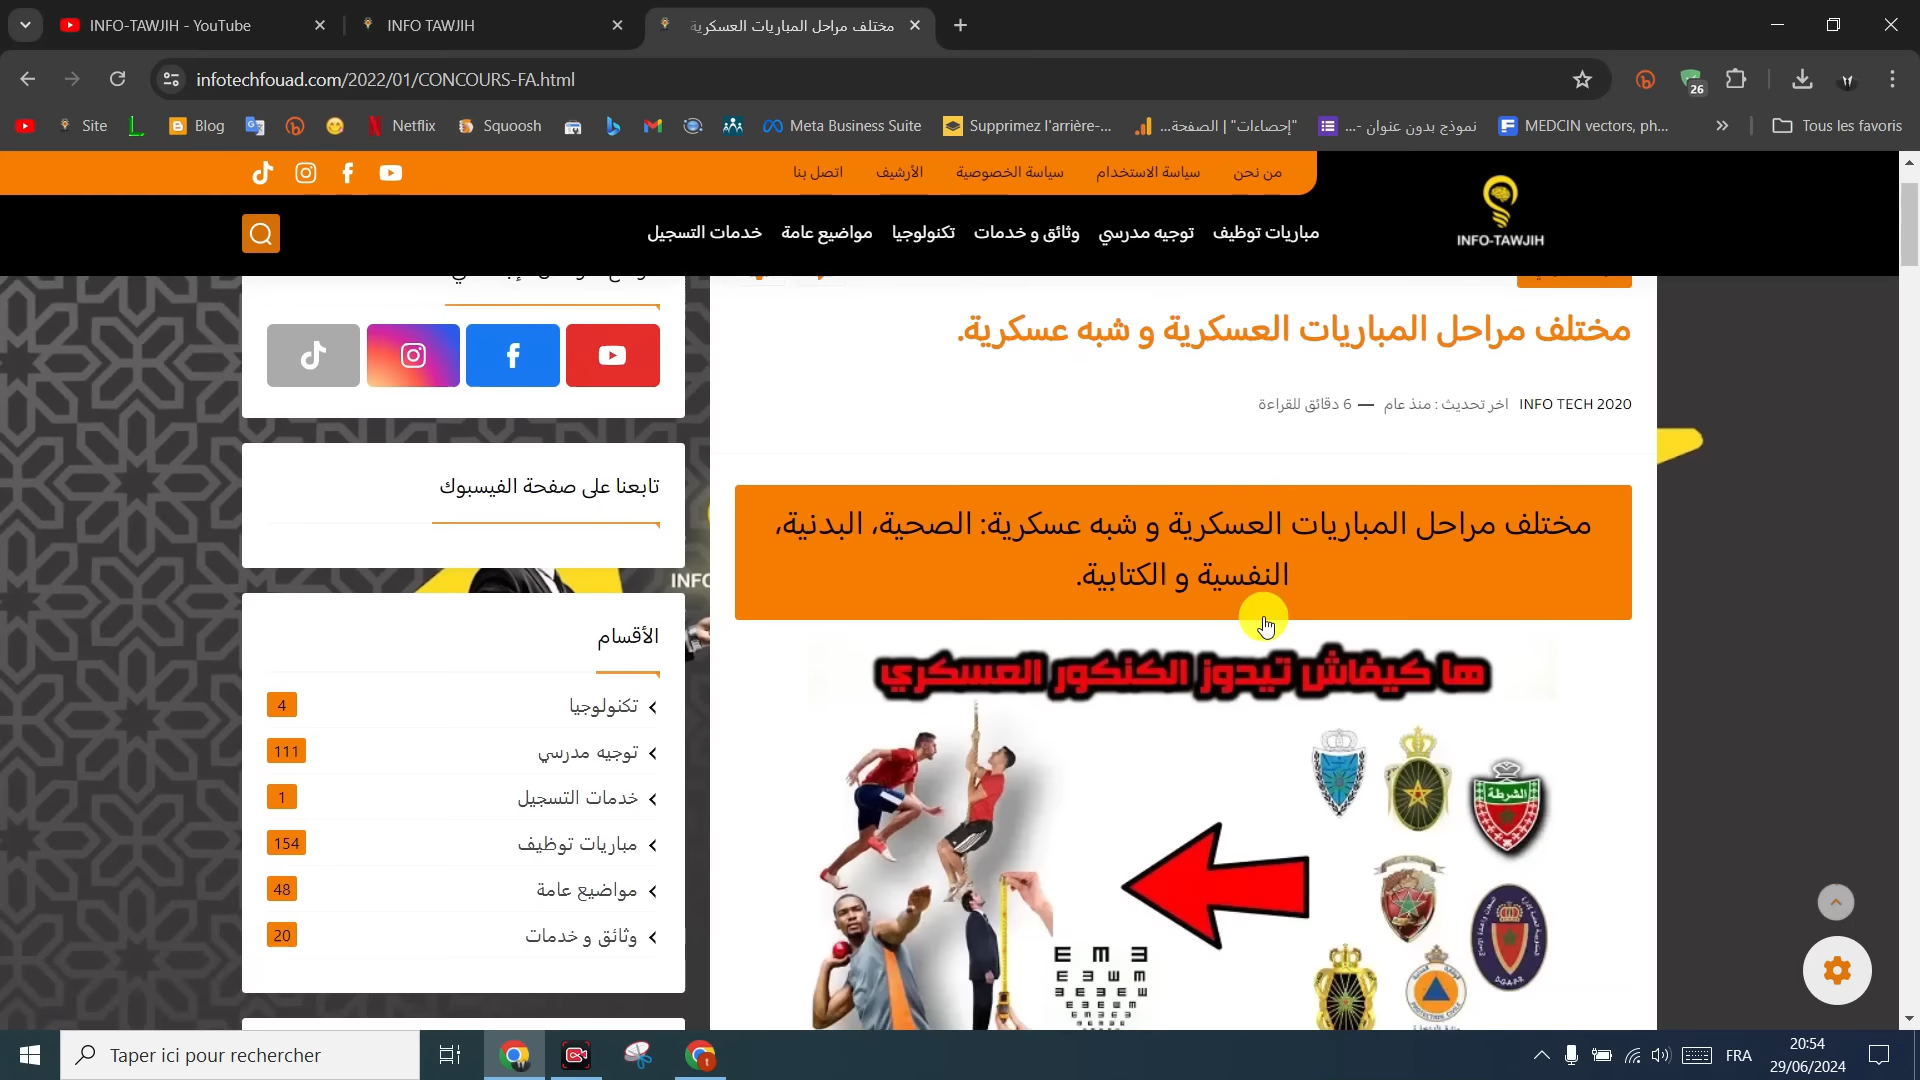 INFO-TAWJIH - YouTube
INFO TAWJIH
مختلف مراحل المباريات العسكرية
infotechfouad.com/2022/01/CONCOURS-FA.html
26
Site
Blog
Netflix
Squoosh
Meta Business Suite
Supprimez l'arrière-...
إحصاءات" | الصفحة...
نموذج بدون عنوان -...
MEDCIN vectors, ph...
Tous les favoris
من نحن
سياسة الاستخدام
سياسة الخصوصية
الأرشيف
اتصل بنا
INFO-TAWJIH
مباريات توظيف
توجيه مدرسي
وثائق و خدمات
تكنولوجيا
مواضيع عامة
خدمات التسجيل
مختلف مراحل المباريات العسكرية و شبه عسكرية.
INFO TECH 2020
اخر تحديث : منذ عام — 6 دقائق للقراءة
مختلف مراحل المباريات العسكرية و شبه عسكرية: الصحية، البدنية،
النفسية و الكتابية.
ها كيفاش تيدوز الكنكور العسكري
الشرطة
تابعنا على صفحة الفيسبوك
INFO
الأقسام
تكنولوجيا 4
توجيه مدرسي 111
خدمات التسجيل 1
مباريات توظيف 154
مواضيع عامة 48
وثائق و خدمات 20
Taper ici pour rechercher
FRA
20:54
29/06/2024